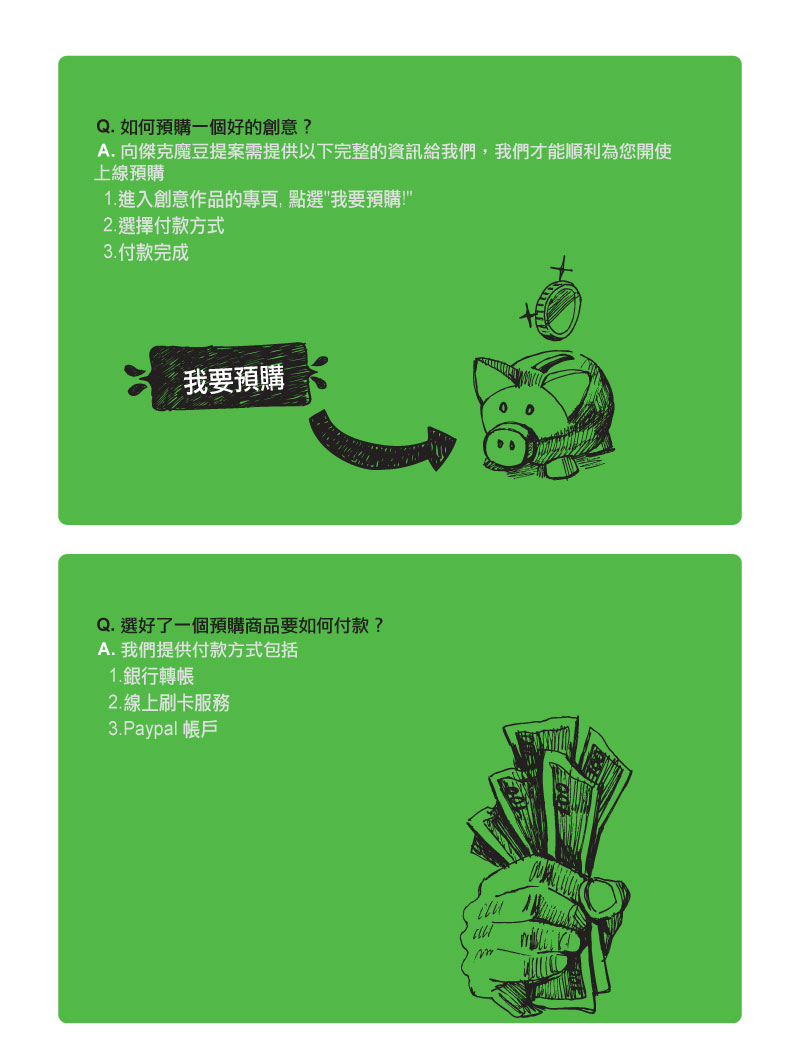 Q. 如何預購一個好的創意？
A. 向傑克魔豆提案需提供以下完整的資訊給我們，我們才能順利為您開使
上線預購
1.進入創意作品的專頁, 點選"我要預購!"
2.選擇付款方式
3.付款完成
我要預購
Q. 選好了一個預購商品要如何付款？
A. 我們提供付款方式包括
1.銀行轉帳
2.線上刷卡服務
3.Paypal 帳戶
100